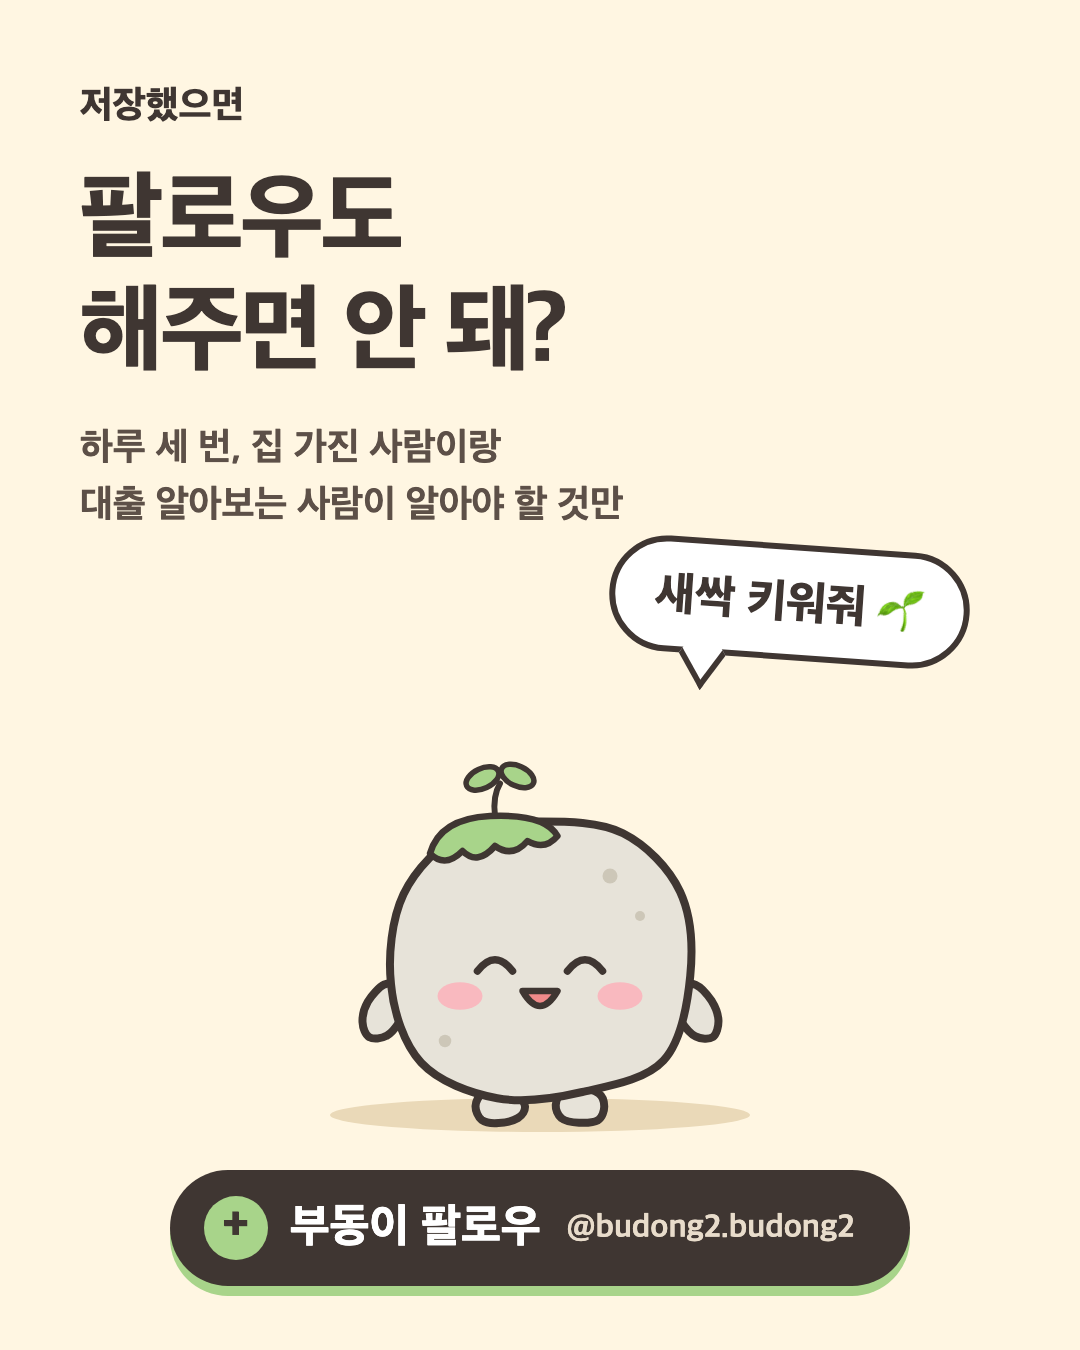 저장했으면
팔로우도
해주면 안 돼?
하루 세 번, 집 가진 사람이랑
대출 알아보는 사람이 알아야 할 것만
새싹 키워줘 🌱
+ 부동이 팔로우 @budong2.budong2